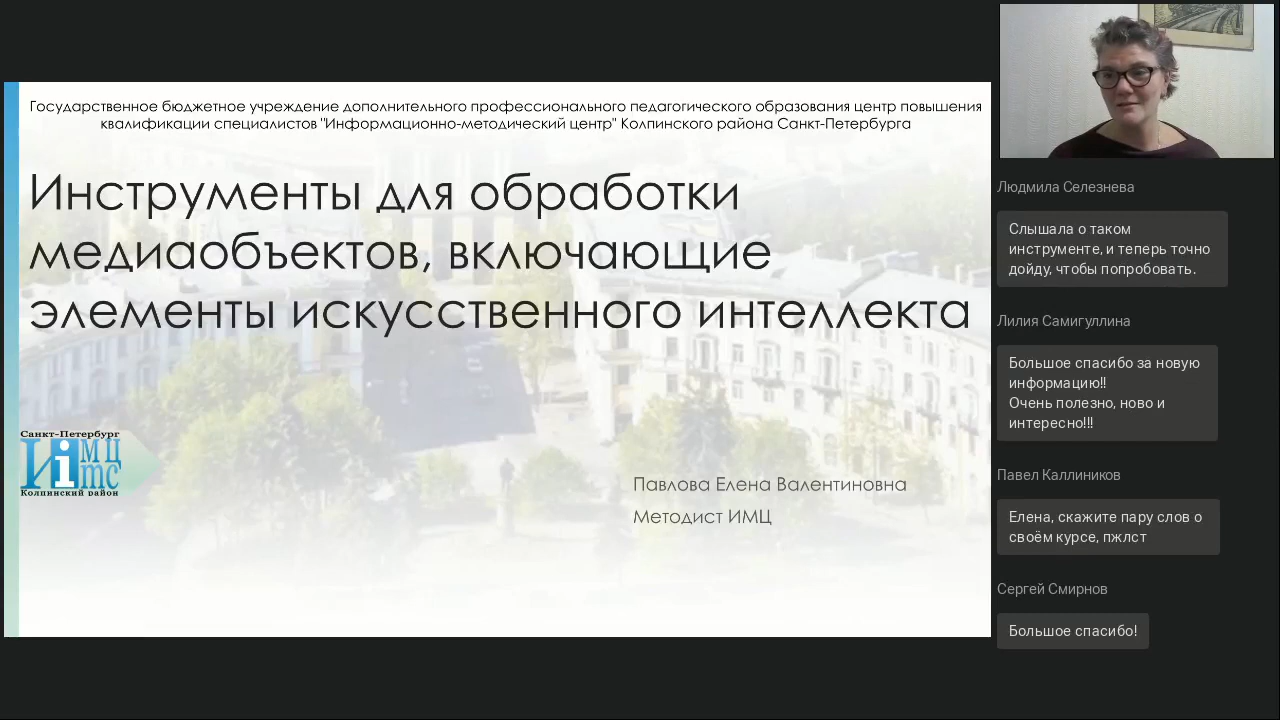 Государственное бюджетное учреждение дополнительного профессионального педагогического образования центр повышения
квалификации специалистов "Информационно-методический центр" Колпинского района Санкт-Петербурга
Инструменты для обработки
медиаобъектов, включающие
элементы искусственного интеллекта
Санкт-Петербург
ИМЦ
itmc
Колпинский район
Павлова Елена Валентиновна
Методист ИМЦ
Людмила Селезнева
Слышала о таком
инструменте, и теперь точно
дойду, чтобы попробовать.
Лилия Самигуллина
Большое спасибо за новую
информацию!!
Очень полезно, ново и
интересно!!!
Павел Каллиников
Елена, скажите пару слов о
своём курсе, пжлст
Сергей Смирнов
Большое спасибо!